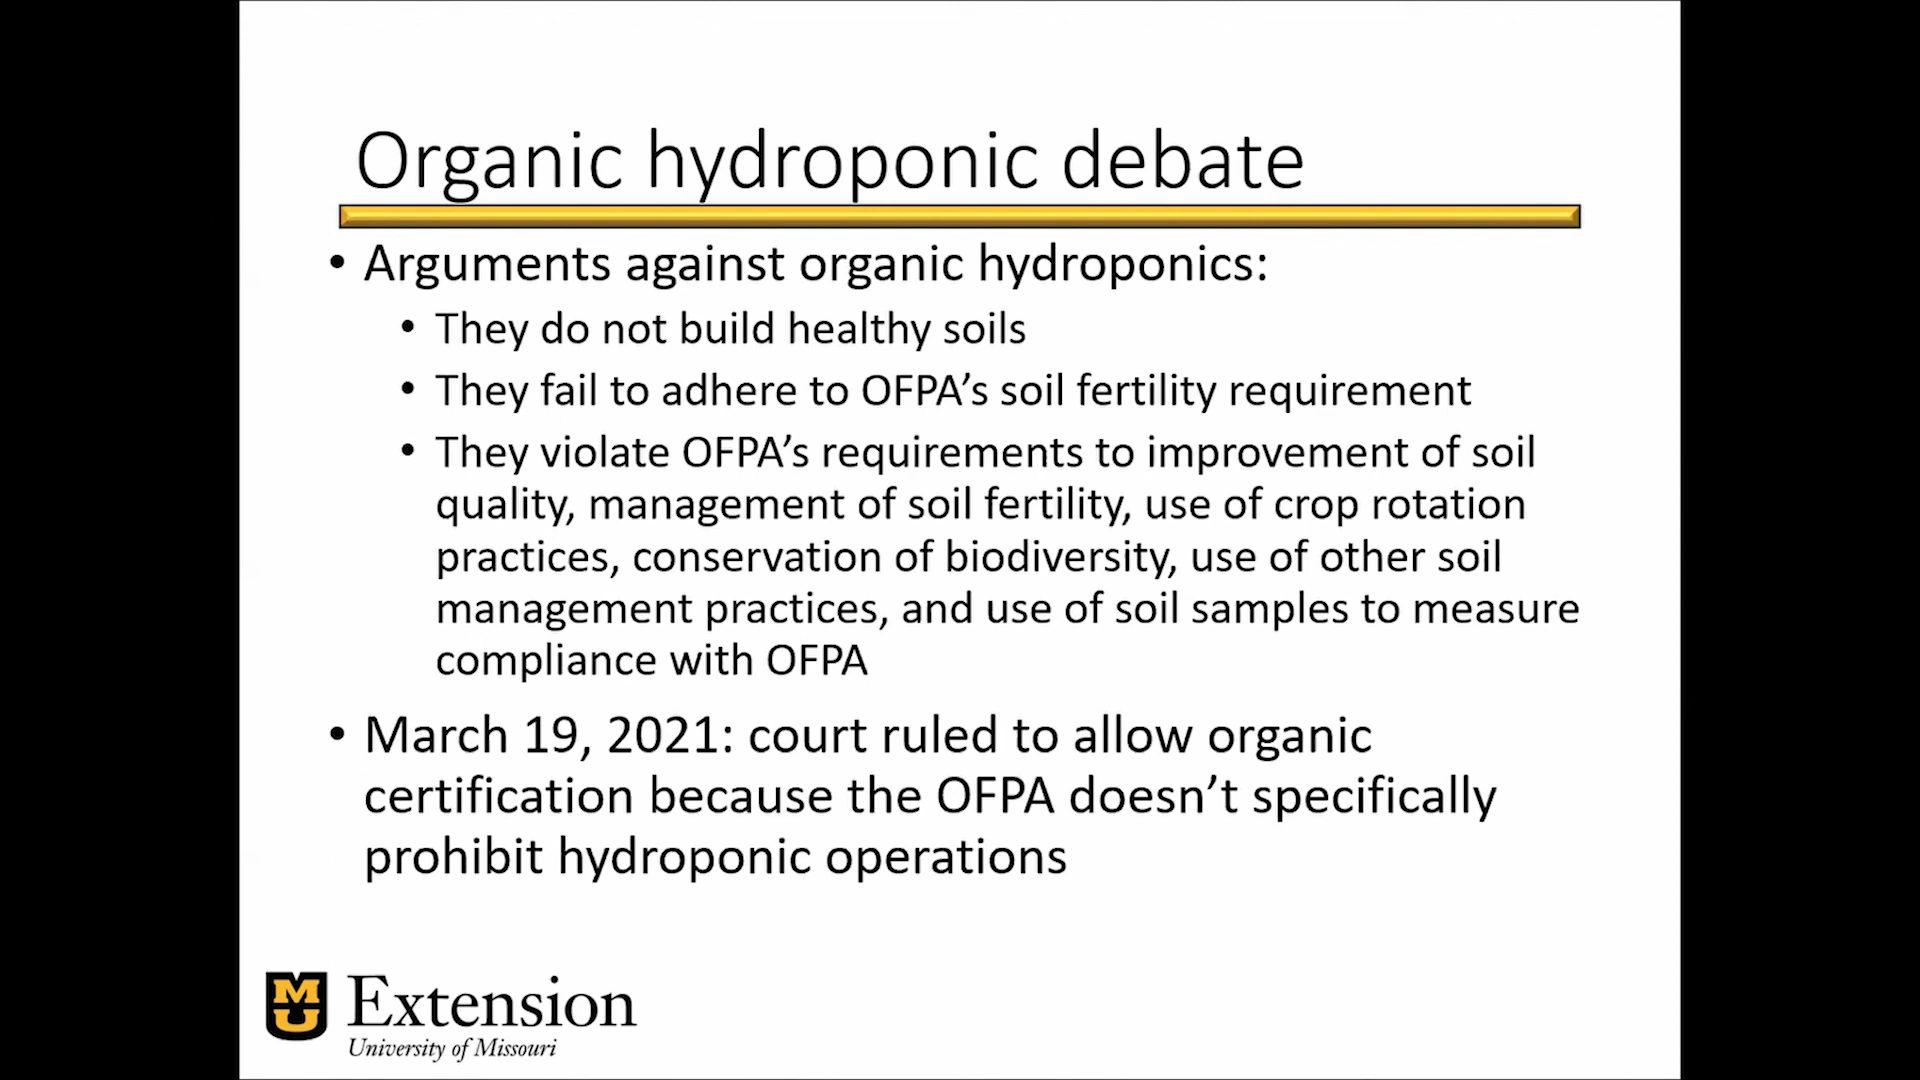 Organic hydroponic debate
• Arguments against organic hydroponics:
• They do not build healthy soils
• They fail to adhere to OFPA’s soil fertility requirement
• They violate OFPA’s requirements to improvement of soil
quality, management of soil fertility, use of crop rotation
practices, conservation of biodiversity, use of other soil
management practices, and use of soil samples to measure
compliance with OFPA
• March 19, 2021: court ruled to allow organic
certification because the OFPA doesn’t specifically
prohibit hydroponic operations
MU
Extension
University of Missouri